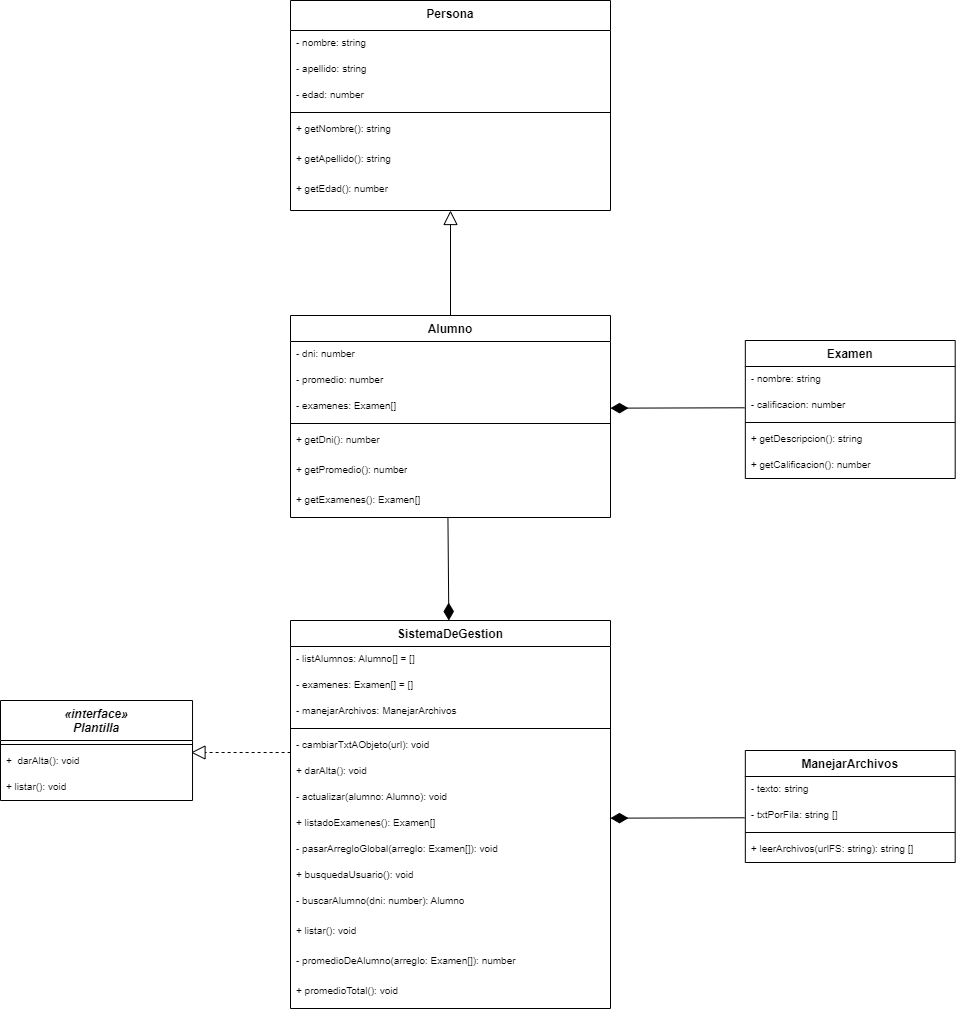 Persona
- nombre: string
- apellido: string
- edad: number
+ getNombre(): string
+ getApellido(): string
+ getEdad(): number
Alumno
- dni: number
- promedio: number
- examenes: Examen[]
+ getDni(): number
+ getPromedio(): number
+ getExamenes(): Examen[]
Examen
- nombre: string
- calificacion: number
+ getDescripcion(): string
+ getCalificacion(): number
SistemaDeGestion
- listAlumnos: Alumno[] = []
- examenes: Examen[] = []
- manejarArchivos: ManejarArchivos
- cambiarTxtAObjeto(url): void
+ darAlta(): void
- actualizar(alumno: Alumno): void
+ listadoExamenes(): Examen[]
- pasarArregloGlobal(arreglo: Examen[]): void
+ busquedaUsuario(): void
- buscarAlumno(dni: number): Alumno
+ listar(): void
- promedioDeAlumno(arreglo: Examen[]): number
+ promedioTotal(): void
«interface»
Plantilla
+ darAlta(): void
+ listar(): void
ManejarArchivos
- texto: string
- txtPorFila: string []
+ leerArchivos(urlFS: string): string []